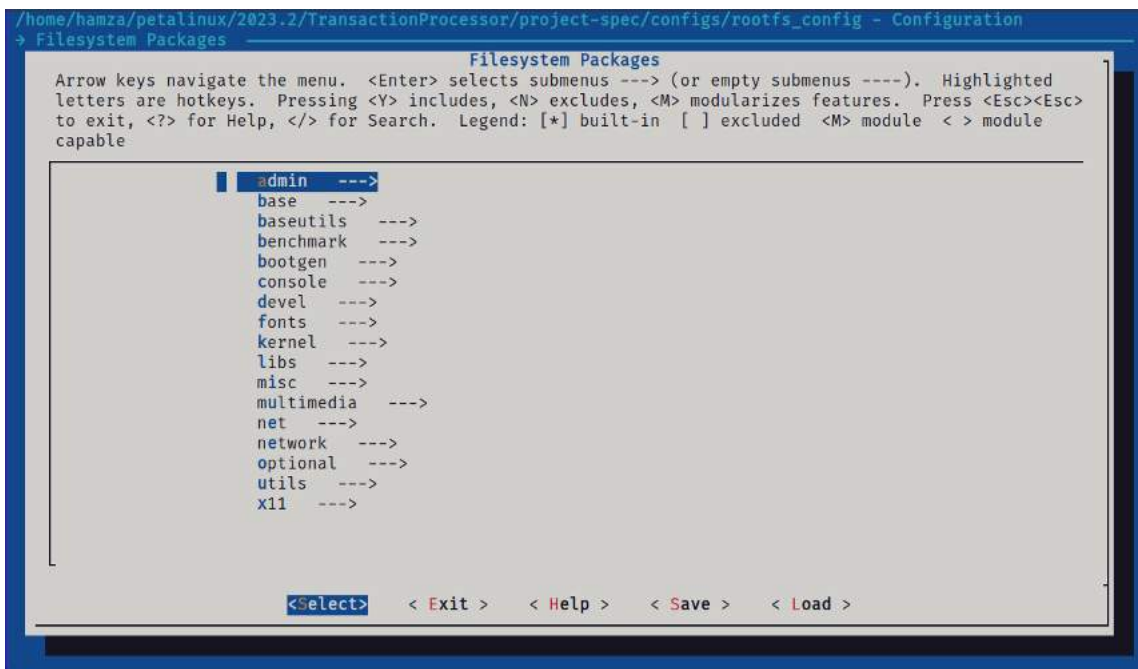 /home/hamza/petalinux/2023.2/TransactionProcessor/project-spec/configs/rootfs_config - Configuration
→ Filesystem Packages
Filesystem Packages
Arrow keys navigate the menu.  <Enter> selects submenus ---> (or empty submenus ----).  Highlighted
letters are hotkeys.  Pressing <Y> includes, <N> excludes, <M> modularizes features.  Press <Esc><Esc>
to exit, <?> for Help, </> for Search.  Legend: [*] built-in  [ ] excluded  <M> module  < > module
capable
admin  --->
base  --->
baseutils  --->
benchmark  --->
bootgen  --->
console  --->
devel  --->
fonts  --->
kernel  --->
libs  --->
misc  --->
multimedia  --->
net  --->
network  --->
optional  --->
utils  --->
x11  --->
<Select>    < Exit >    < Help >    < Save >    < Load >